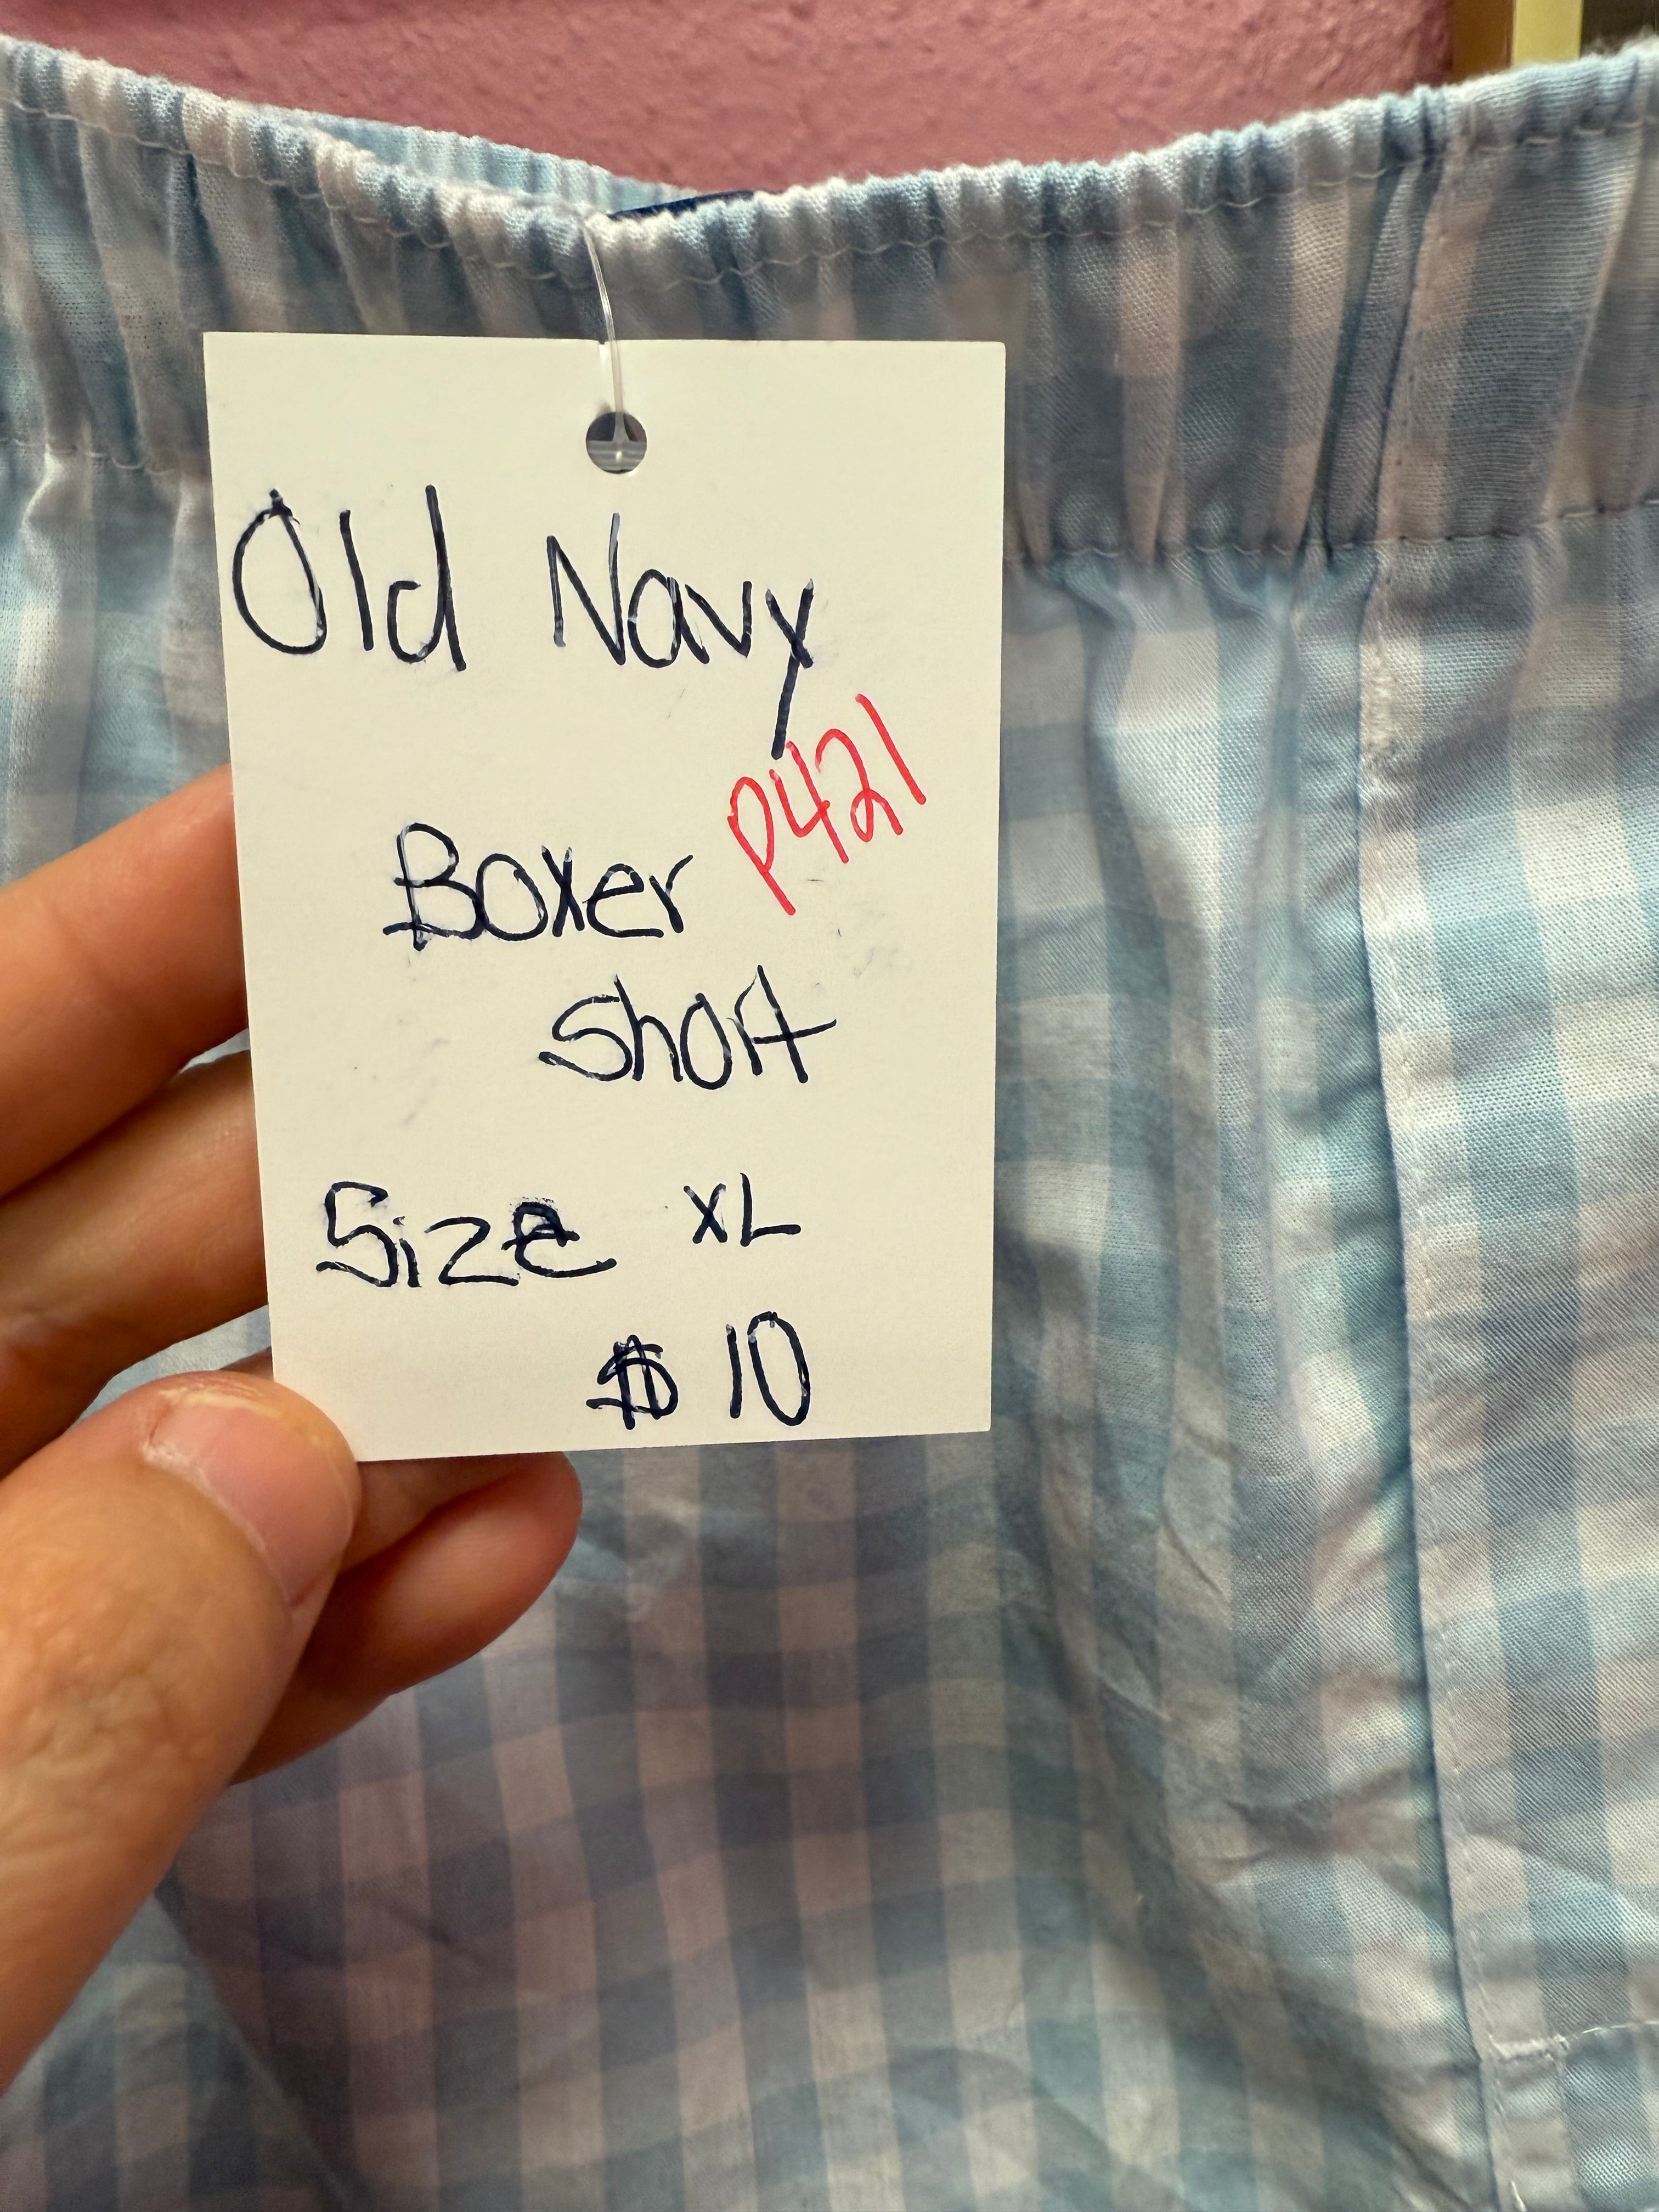 Old Navy
P421
Boxer
Short
Size XL
$ 10